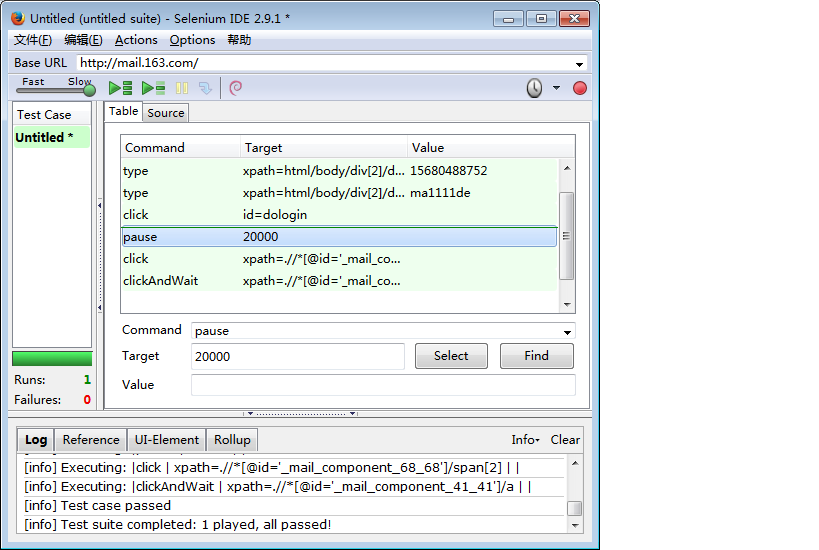 Untitled (untitled suite) - Selenium IDE 2.9.1 *
文件(F) 编辑(E) Actions Options 帮助
Base URL http://mail.163.com/
Fast Slow
Test Case
Untitled *
Runs: 1
Failures: 0
Table Source
Command Target Value
type xpath=html/body/div[2]/d... 15680488752
type xpath=html/body/div[2]/d... ma1111de
click id=dologin
pause 20000
click xpath=.//*[@id='_mail_co...
clickAndWait xpath=.//*[@id='_mail_co...
Command pause
Target 20000 Select Find
Value
Log Reference UI-Element Rollup Info Clear
[info] Executing: |click | xpath=.//*[@id='_mail_component_68_68']/span[2] | |
[info] Executing: |clickAndWait | xpath=.//*[@id='_mail_component_41_41']/a | |
[info] Test case passed
[info] Test suite completed: 1 played, all passed!